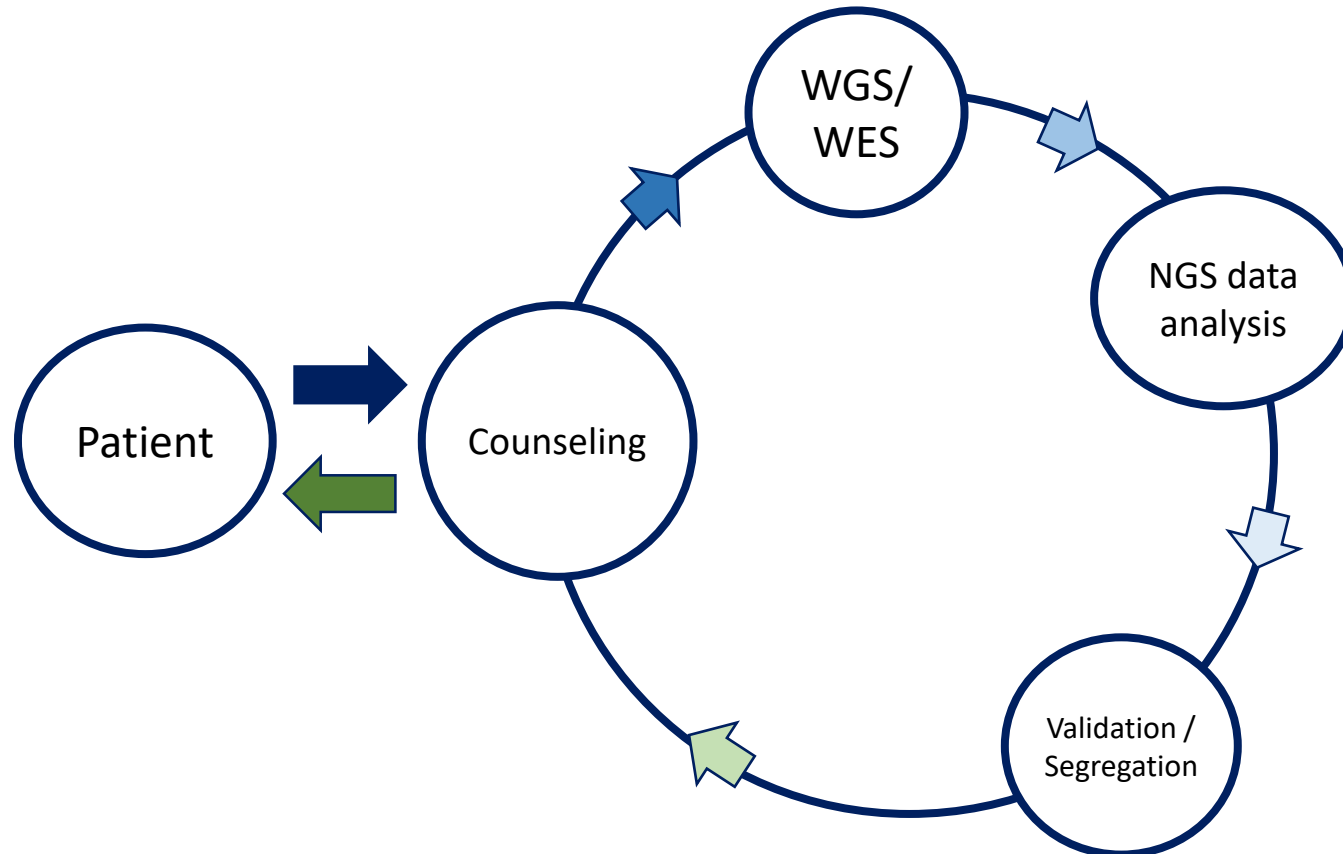 WGS/
WES
NGS data
analysis
Patient
Counseling
Validation /
Segregation